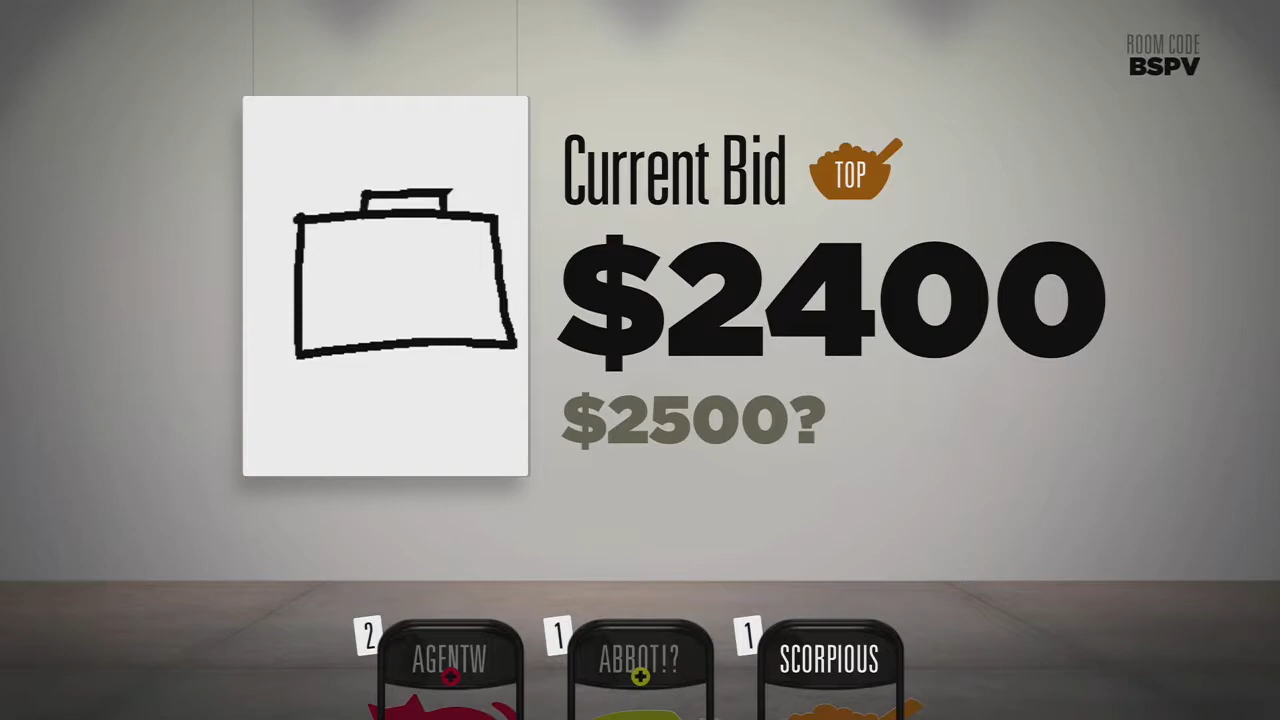 ROOM CODE
BSPV
Current Bid
TOP
$2400
$2500?
2
AGENTW
1
ABBOT!?
1
SCORPIOUS